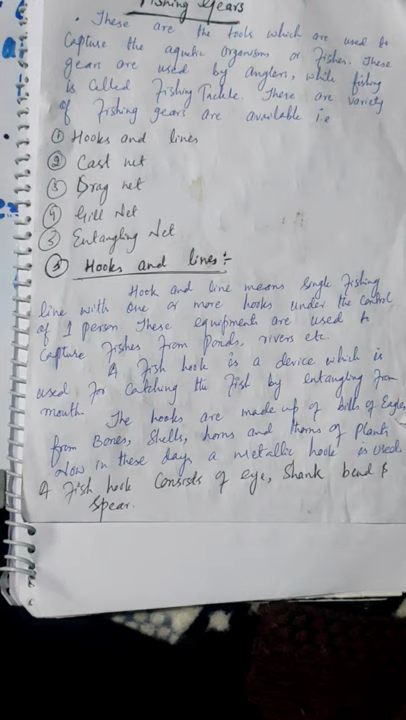 Fishing Gears
• These are the tools which are used to
Capture the aquatic organisms or Fishes. These
gears are used by anglers, while fishing
is Called Fishing Tackle. There are variety
of Fishing gears are available i.e
① Hooks and lines
② Cast net
③ Drag net
④ Gill Net
⑤ Entangling Net
Hooks and lines:-
Hook and line means single Fishing
line with one or more hooks under the Control
of 1 person. These equipments are used to
Capture Fishes From Ponds, rivers etc.
A Fish hook is a device which is
used For Catching the Fish by entangling From
mouth.
The hooks are made up of bills of Eagles
From Bones, Shells, horns and thorns of Plants
Now in these days a metallic hook is used.
A Fish hook Consists of eye, Shank bend &
Spear.